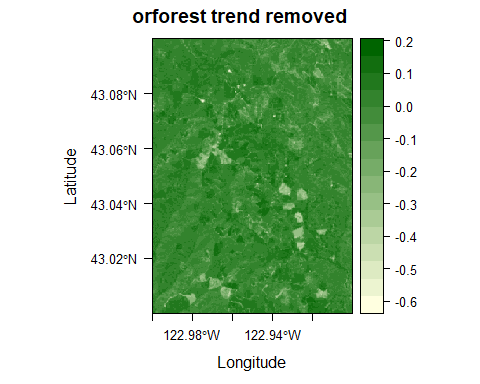 orforest trend removed
0.2
0.1
0.0
-0.1
-0.2
-0.3
-0.4
-0.5
-0.6
43.08°N
43.06°N
43.04°N
43.02°N
Latitude
122.98°W 122.94°W
Longitude